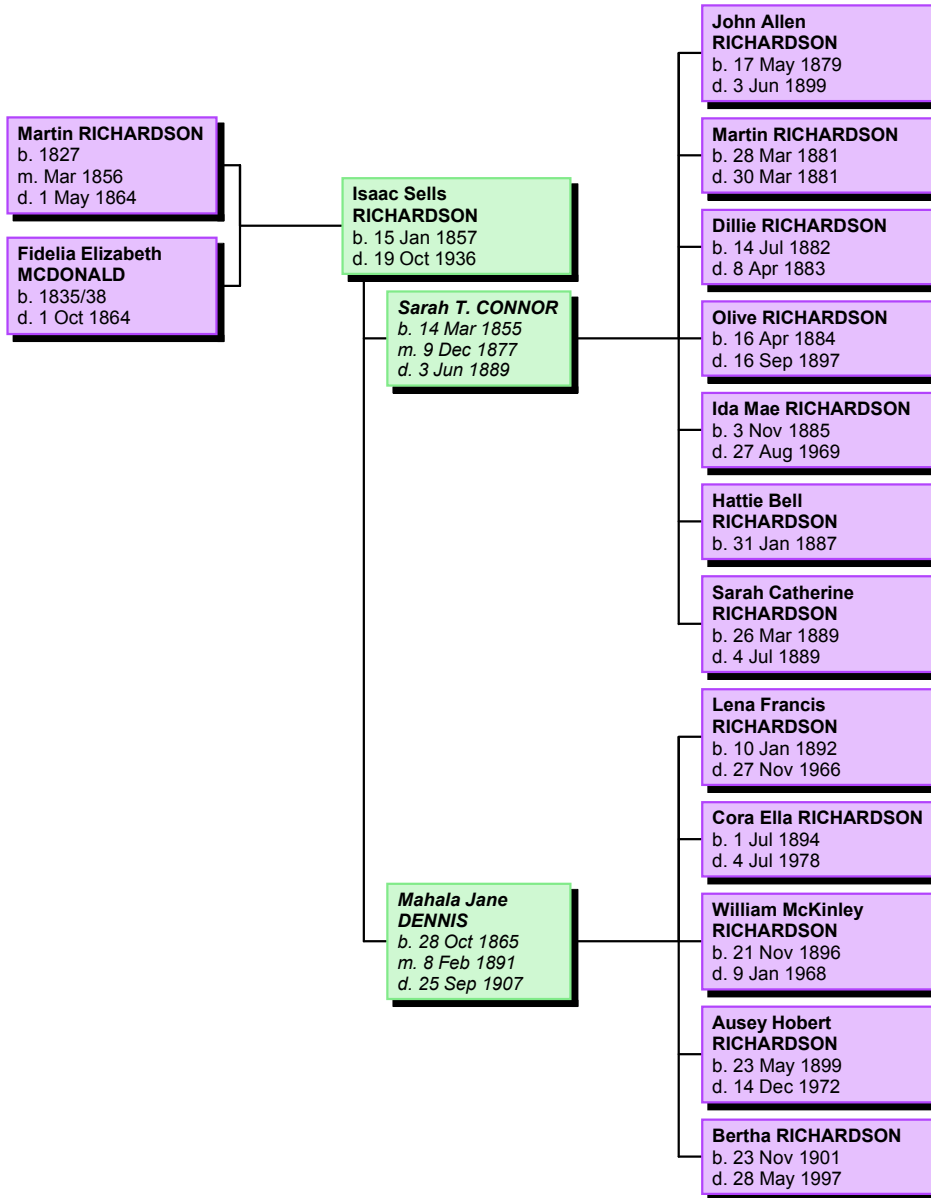 Martin RICHARDSON
b. 1827
m. Mar 1856
d. 1 May 1864
Fidelia Elizabeth
MCDONALD
b. 1835/38
d. 1 Oct 1864
Isaac Sells
RICHARDSON
b. 15 Jan 1857
d. 19 Oct 1936
Sarah T. CONNOR
b. 14 Mar 1855
m. 9 Dec 1877
d. 3 Jun 1889
Mahala Jane
DENNIS
b. 28 Oct 1865
m. 8 Feb 1891
d. 25 Sep 1907
John Allen
RICHARDSON
b. 17 May 1879
d. 3 Jun 1899
Martin RICHARDSON
b. 28 Mar 1881
d. 30 Mar 1881
Dillie RICHARDSON
b. 14 Jul 1882
d. 8 Apr 1883
Olive RICHARDSON
b. 16 Apr 1884
d. 16 Sep 1897
Ida Mae RICHARDSON
b. 3 Nov 1885
d. 27 Aug 1969
Hattie Bell
RICHARDSON
b. 31 Jan 1887
Sarah Catherine
RICHARDSON
b. 26 Mar 1889
d. 4 Jul 1889
Lena Francis
RICHARDSON
b. 10 Jan 1892
d. 27 Nov 1966
Cora Ella RICHARDSON
b. 1 Jul 1894
d. 4 Jul 1978
William McKinley
RICHARDSON
b. 21 Nov 1896
d. 9 Jan 1968
Ausey Hobert
RICHARDSON
b. 23 May 1899
d. 14 Dec 1972
Bertha RICHARDSON
b. 23 Nov 1901
d. 28 May 1997